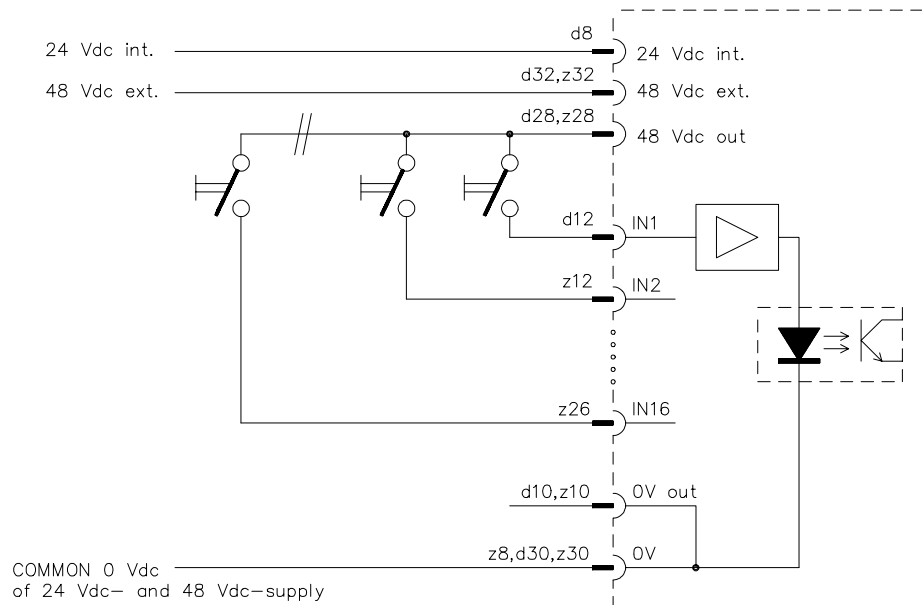 d8
24 Vdc int.
24 Vdc int.
d32,z32
48 Vdc ext.
48 Vdc ext.
d28,z28
48 Vdc out
d12
IN1
z12
IN2
z26
IN16
d10,z10
0V out
z8,d30,z30
0V
COMMON 0 Vdc
of 24 Vdc- and 48 Vdc-supply